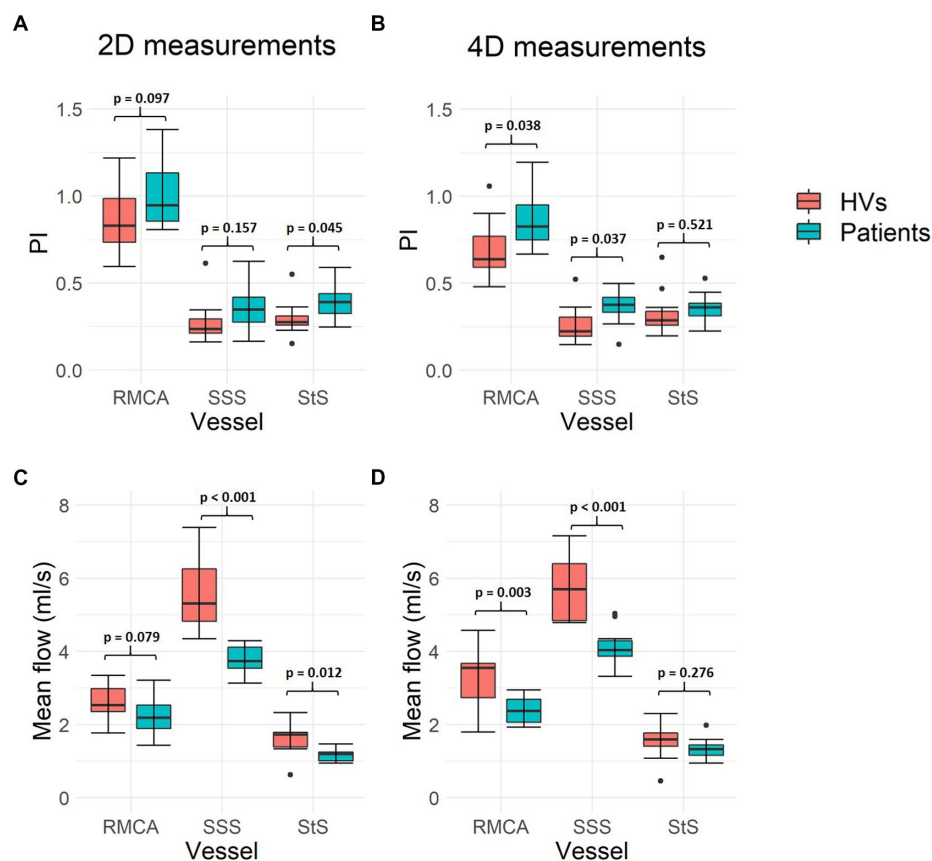 A
2D measurements
B
4D measurements
p = 0.097
p = 0.157
p = 0.045
1.5
1.0
0.5
0.0
PI
RMCA
SSS
StS
Vessel
p = 0.038
p = 0.037
p = 0.521
1.5
1.0
0.5
0.0
PI
RMCA
SSS
StS
Vessel
HVs
Patients
C
p = 0.079
p < 0.001
p = 0.012
8
6
4
2
0
Mean flow (ml/s)
RMCA
SSS
StS
Vessel
D
p = 0.003
p < 0.001
p = 0.276
8
6
4
2
0
Mean flow (ml/s)
RMCA
SSS
StS
Vessel